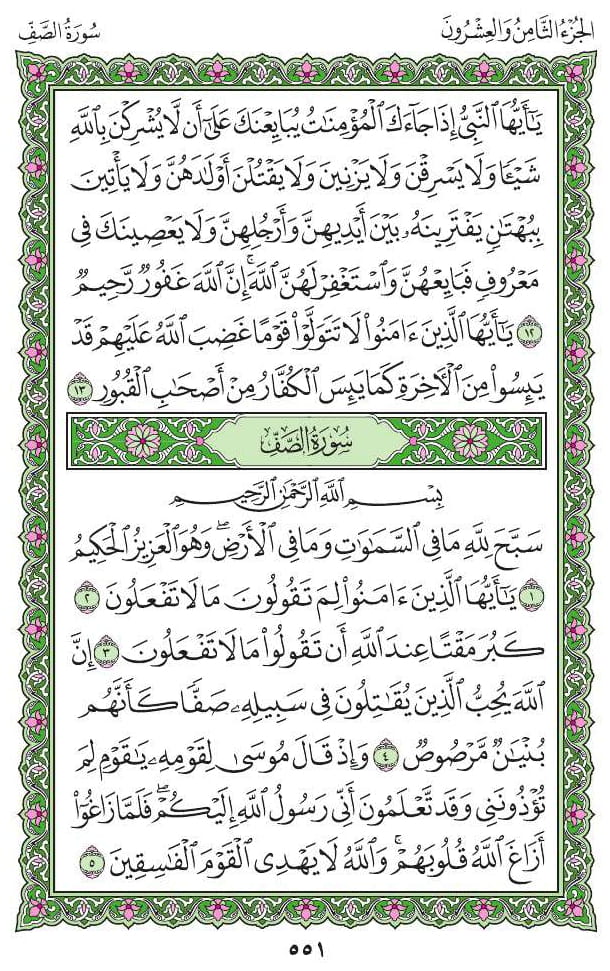 الجُزْءُ الثَّامِنُ وَالعِشْرُونَ
سُورَةُ الصَّفِّ
يَـٰٓأَيُّهَا ٱلنَّبِىُّ إِذَا جَآءَكَ ٱلْمُؤْمِنَـٰتُ يُبَايِعْنَكَ عَلَىٰٓ أَن لَّا يُشْرِكْنَ بِٱللَّهِ
شَيْـًٔا وَلَا يَسْرِقْنَ وَلَا يَزْنِينَ وَلَا يَقْتُلْنَ أَوْلَـٰدَهُنَّ وَلَا يَأْتِينَ
بِبُهْتَـٰنٍ يَفْتَرِينَهُۥ بَيْنَ أَيْدِيهِنَّ وَأَرْجُلِهِنَّ وَلَا يَعْصِينَكَ فِى
مَعْرُوفٍ فَبَايِعْهُنَّ وَٱسْتَغْفِرْ لَهُنَّ ٱللَّهَ ۚ إِنَّ ٱللَّهَ غَفُورٌ رَّحِيمٌ
١٢ يَـٰٓأَيُّهَا ٱلَّذِينَ ءَامَنُوا۟ لَا تَتَوَلَّوْا۟ قَوْمًا غَضِبَ ٱللَّهُ عَلَيْهِمْ قَدْ
يَئِسُوا۟ مِنَ ٱلْـَٔاخِرَةِ كَمَا يَئِسَ ٱلْكُفَّارُ مِنْ أَصْحَـٰبِ ٱلْقُبُورِ ١٣
سُورَةُ الصَّفِّ
بِسْمِ ٱللَّهِ ٱلرَّحْمَـٰنِ ٱلرَّحِيمِ
سَبَّحَ لِلَّهِ مَا فِى ٱلسَّمَـٰوَٰتِ وَمَا فِى ٱلْأَرْضِ ۖ وَهُوَ ٱلْعَزِيزُ ٱلْحَكِيمُ
١ يَـٰٓأَيُّهَا ٱلَّذِينَ ءَامَنُوا۟ لِمَ تَقُولُونَ مَا لَا تَفْعَلُونَ ٢
كَبُرَ مَقْتًا عِندَ ٱللَّهِ أَن تَقُولُوا۟ مَا لَا تَفْعَلُونَ ٣ إِنَّ
ٱللَّهَ يُحِبُّ ٱلَّذِينَ يُقَـٰتِلُونَ فِى سَبِيلِهِۦ صَفًّا كَأَنَّهُم
بُنْيَـٰنٌ مَّرْصُوصٌ ٤ وَإِذْ قَالَ مُوسَىٰ لِقَوْمِهِۦ يَـٰقَوْمِ لِمَ
تُؤْذُونَنِى وَقَد تَّعْلَمُونَ أَنِّى رَسُولُ ٱللَّهِ إِلَيْكُمْ ۖ فَلَمَّا زَاغُوٓا۟
أَزَاغَ ٱللَّهُ قُلُوبَهُمْ ۚ وَٱللَّهُ لَا يَهْدِى ٱلْقَوْمَ ٱلْفَـٰسِقِينَ ٥
٥٥١